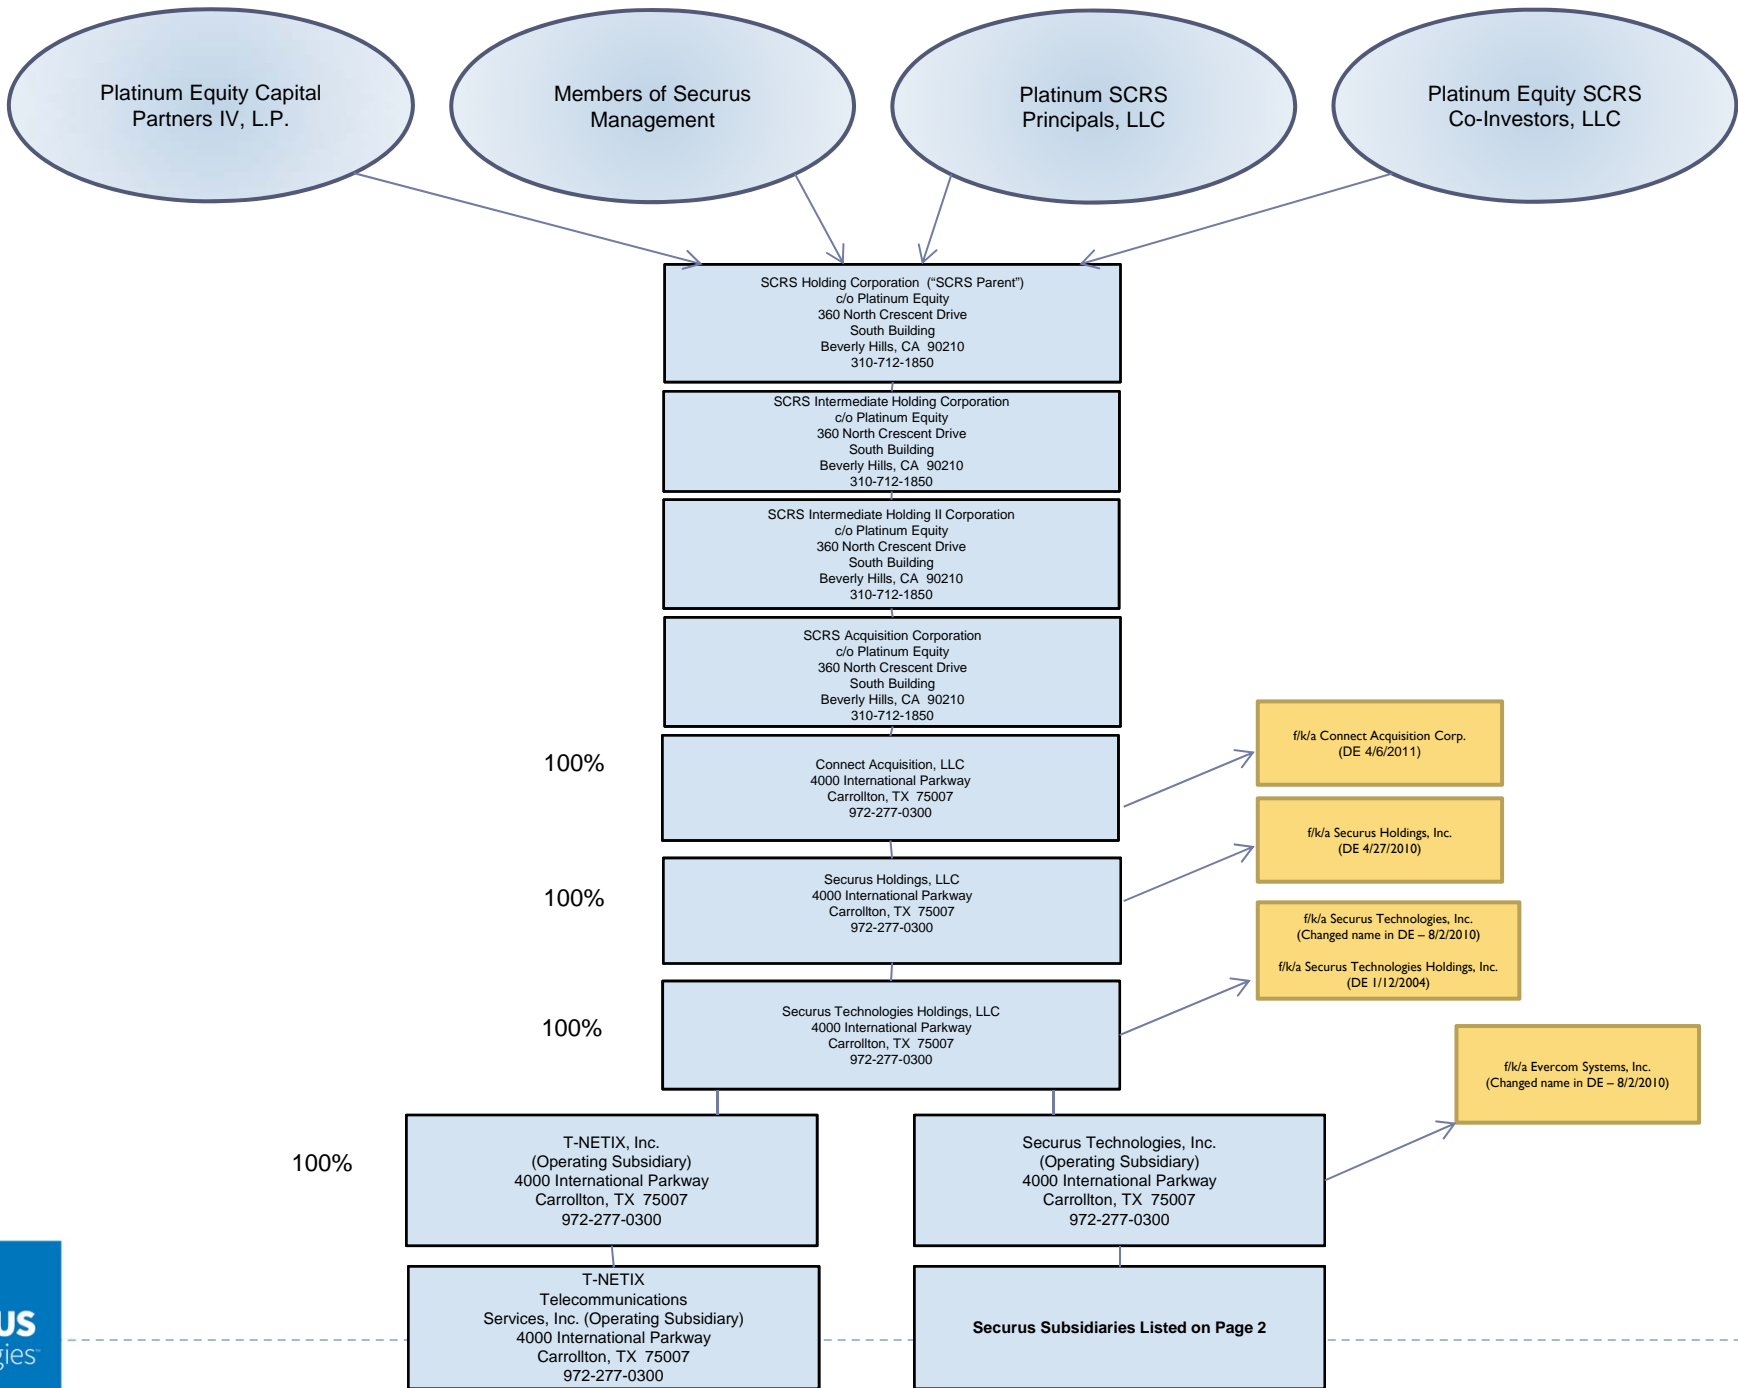 Platinum Equity Capital
Partners IV, L.P.
Members of Securus
Management
Platinum SCRS
Principals, LLC
Platinum Equity SCRS
Co-Investors, LLC
SCRS Holding Corporation ("SCRS Parent")
c/o Platinum Equity
360 North Crescent Drive
South Building
Beverly Hills, CA 90210
310-712-1850
SCRS Intermediate Holding Corporation
c/o Platinum Equity
360 North Crescent Drive
South Building
Beverly Hills, CA 90210
310-712-1850
SCRS Intermediate Holding II Corporation
c/o Platinum Equity
360 North Crescent Drive
South Building
Beverly Hills, CA 90210
310-712-1850
SCRS Acquisition Corporation
c/o Platinum Equity
360 North Crescent Drive
South Building
Beverly Hills, CA 90210
310-712-1850
100%
Connect Acquisition, LLC
4000 International Parkway
Carrollton, TX 75007
972-277-0300
f/k/a Connect Acquisition Corp.
(DE 4/6/2011)
100%
Securus Holdings, LLC
4000 International Parkway
Carrollton, TX 75007
972-277-0300
f/k/a Securus Holdings, Inc.
(DE 4/27/2010)
100%
Securus Technologies Holdings, LLC
4000 International Parkway
Carrollton, TX 75007
972-277-0300
f/k/a Securus Technologies, Inc.
(Changed name in DE – 8/2/2010)
f/k/a Securus Technologies Holdings, Inc.
(DE 1/12/2004)
f/k/a Evercom Systems, Inc.
(Changed name in DE – 8/2/2010)
100%
T-NETIX, Inc.
(Operating Subsidiary)
4000 International Parkway
Carrollton, TX 75007
972-277-0300
Securus Technologies, Inc.
(Operating Subsidiary)
4000 International Parkway
Carrollton, TX 75007
972-277-0300
T-NETIX
Telecommunications
Services, Inc. (Operating Subsidiary)
4000 International Parkway
Carrollton, TX 75007
972-277-0300
Securus Subsidiaries Listed on Page 2